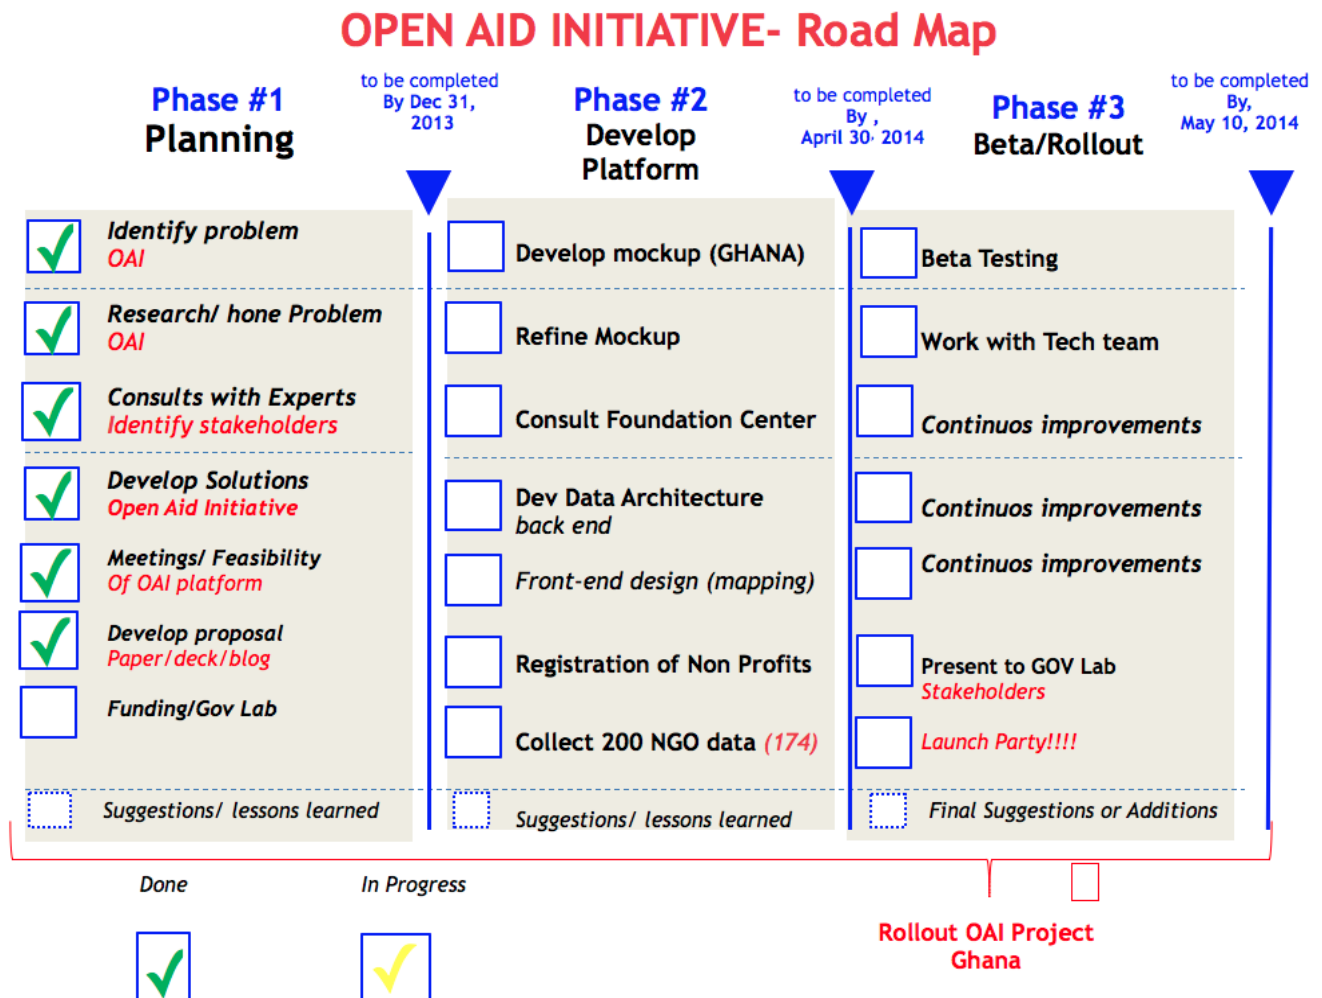 OPEN AID INITIATIVE- Road Map
Phase #1
Planning
to be completed
By Dec 31,
2013
Phase #2
Develop
Platform
to be completed
By ,
April 30, 2014
Phase #3
Beta/Rollout
to be completed
By,
May 10, 2014
Identify problem
OAI
Research/ hone Problem
OAI
Consults with Experts
Identify stakeholders
Develop Solutions
Open Aid Initiative
Meetings/ Feasibility
Of OAI platform
Develop proposal
Paper/deck/blog
Funding/Gov Lab
Suggestions/ lessons learned
Develop mockup (GHANA)
Refine Mockup
Consult Foundation Center
Dev Data Architecture
back end
Front-end design (mapping)
Registration of Non Profits
Collect 200 NGO data (174)
Suggestions/ lessons learned
Beta Testing
Work with Tech team
Continuos improvements
Continuos improvements
Continuos improvements
Present to GOV Lab
Stakeholders
Launch Party!!!!
Final Suggestions or Additions
Done
In Progress
Rollout OAI Project
Ghana